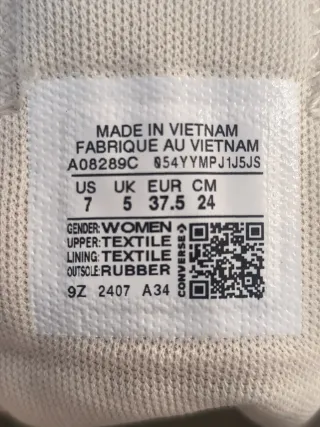 MADE IN VIETNAM
FABRIQUE AU VIETNAM
A08289C 054YYMPJ1J5JS
US UK EUR CM
7 5 37.5 24
GENDER: WOMEN
UPPER: TEXTILE
LINING: TEXTILE
OUTSOLE: RUBBER
CONVERSE
9Z 2407 A34